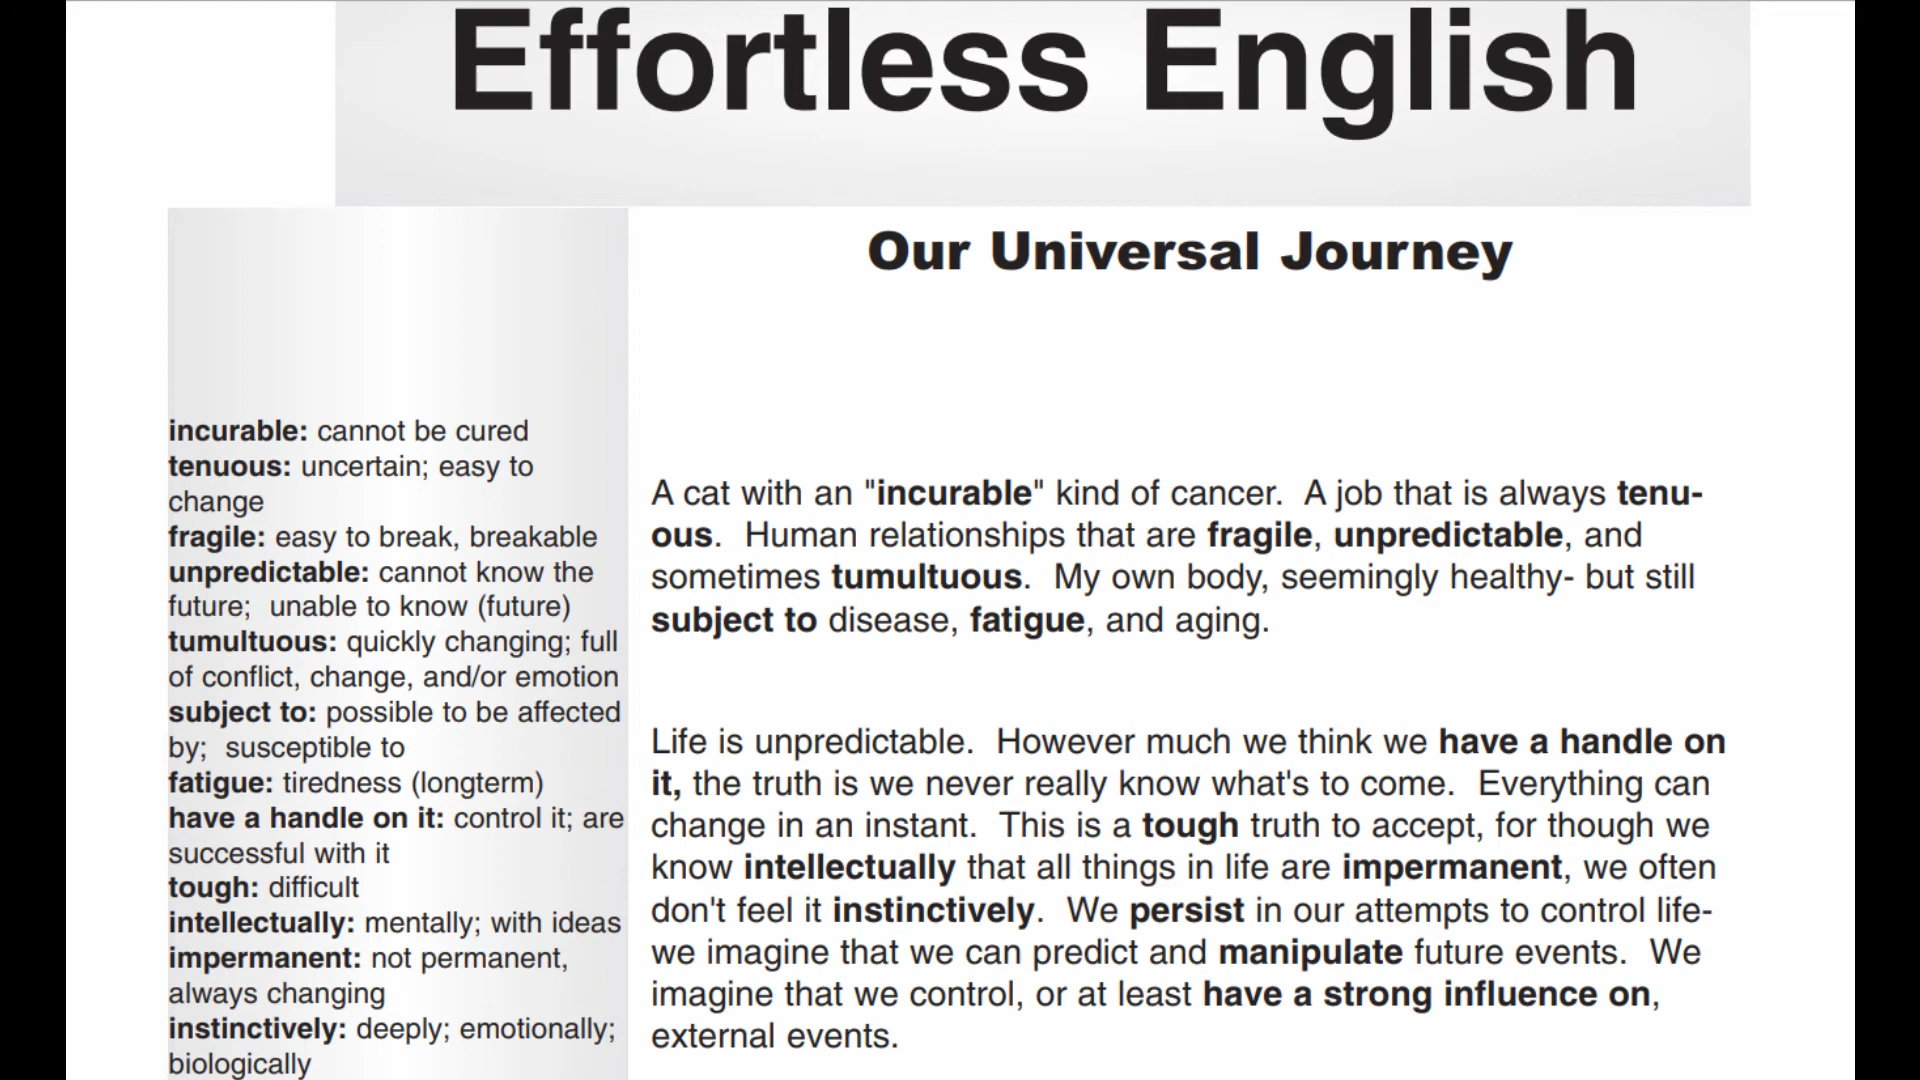 Effortless English
Our Universal Journey
incurable: cannot be cured
tenuous: uncertain; easy to
change
fragile: easy to break, breakable
unpredictable: cannot know the
future;  unable to know (future)
tumultuous: quickly changing; full
of conflict, change, and/or emotion
subject to: possible to be affected
by;  susceptible to
fatigue: tiredness (longterm)
have a handle on it: control it; are
successful with it
tough: difficult
intellectually: mentally; with ideas
impermanent: not permanent,
always changing
instinctively: deeply; emotionally;
biologically
A cat with an "incurable" kind of cancer.  A job that is always tenu-
ous.  Human relationships that are fragile, unpredictable, and
sometimes tumultuous.  My own body, seemingly healthy- but still
subject to disease, fatigue, and aging.
Life is unpredictable.  However much we think we have a handle on
it, the truth is we never really know what's to come.  Everything can
change in an instant.  This is a tough truth to accept, for though we
know intellectually that all things in life are impermanent, we often
don't feel it instinctively.  We persist in our attempts to control life-
we imagine that we can predict and manipulate future events.  We
imagine that we control, or at least have a strong influence on,
external events.